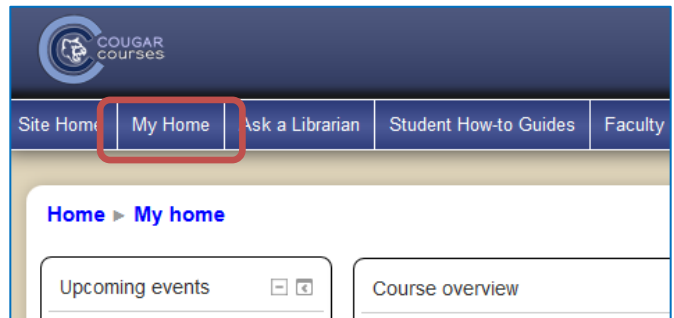 COUGAR
courses
Site Home My Home Ask a Librarian Student How-to Guides Faculty
Home ► My home
Upcoming events Course overview